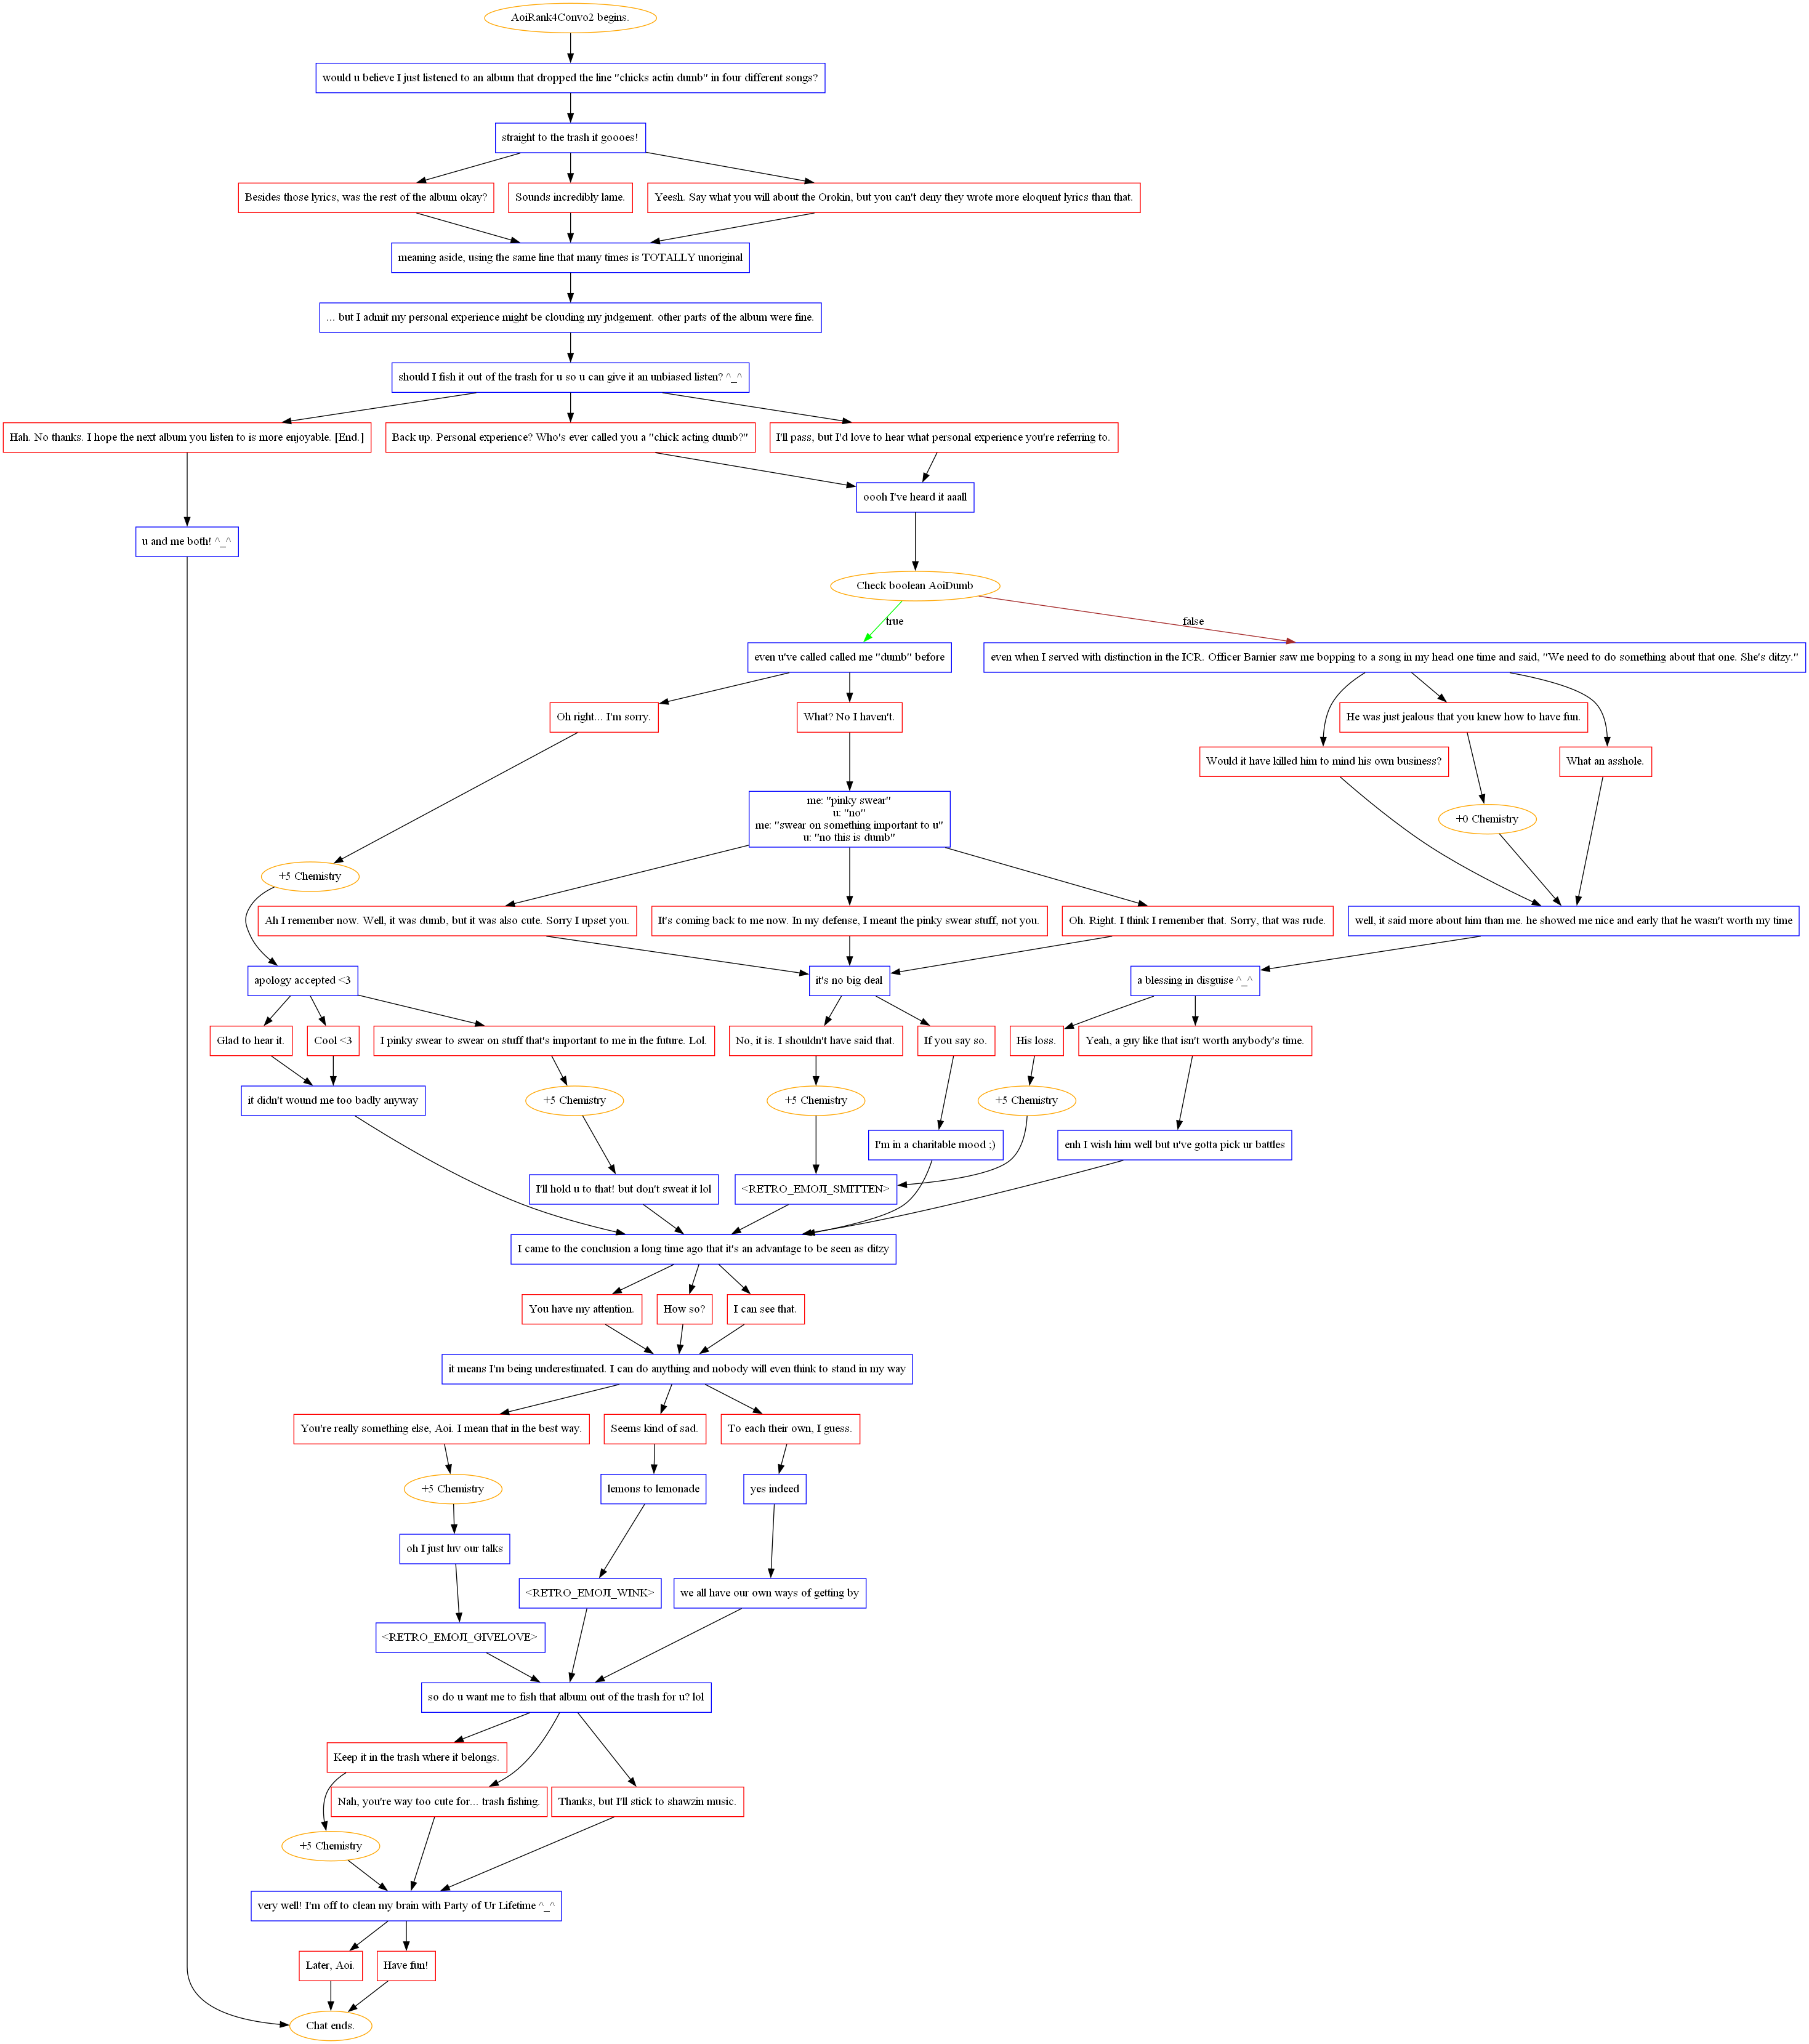 AoiRank4Convo2 begins.
would u believe I just listened to an album that dropped the line "chicks actin dumb" in four different songs?
straight to the trash it goooes!
Besides those lyrics, was the rest of the album okay?
Sounds incredibly lame.
Yeesh. Say what you will about the Orokin, but you can't deny they wrote more eloquent lyrics than that.
meaning aside, using the same line that many times is TOTALLY unoriginal
... but I admit my personal experience might be clouding my judgement. other parts of the album were fine.
should I fish it out of the trash for u so u can give it an unbiased listen? ^_^
Hah. No thanks. I hope the next album you listen to is more enjoyable. [End.]
Back up. Personal experience? Who's ever called you a "chick acting dumb?"
I'll pass, but I'd love to hear what personal experience you're referring to.
oooh I've heard it aaall
u and me both! ^_^
Check boolean AoiDumb
true
false
even u've called called me "dumb" before
even when I served with distinction in the ICR. Officer Barnier saw me bopping to a song in my head one time and said, "We need to do something about that one. She's ditzy."
Oh right... I'm sorry.
What? No I haven't.
He was just jealous that you knew how to have fun.
Would it have killed him to mind his own business?
What an asshole.
me: "pinky swear"
u: "no"
me: "swear on something important to u"
u: "no this is dumb"
+0 Chemistry
+5 Chemistry
Ah I remember now. Well, it was dumb, but it was also cute. Sorry I upset you.
It's coming back to me now. In my defense, I meant the pinky swear stuff, not you.
Oh. Right. I think I remember that. Sorry, that was rude.
well, it said more about him than me. he showed me nice and early that he wasn't worth my time
apology accepted <3
it's no big deal
a blessing in disguise ^_^
Glad to hear it.
Cool <3
I pinky swear to swear on stuff that's important to me in the future. Lol.
No, it is. I shouldn't have said that.
If you say so.
His loss.
Yeah, a guy like that isn't worth anybody's time.
it didn't wound me too badly anyway
+5 Chemistry
+5 Chemistry
+5 Chemistry
I'm in a charitable mood ;)
enh I wish him well but u've gotta pick ur battles
I'll hold u to that! but don't sweat it lol
<RETRO_EMOJI_SMITTEN>
I came to the conclusion a long time ago that it's an advantage to be seen as ditzy
You have my attention.
How so?
I can see that.
it means I'm being underestimated. I can do anything and nobody will even think to stand in my way
You're really something else, Aoi. I mean that in the best way.
Seems kind of sad.
To each their own, I guess.
+5 Chemistry
lemons to lemonade
yes indeed
oh I just luv our talks
<RETRO_EMOJI_WINK>
we all have our own ways of getting by
<RETRO_EMOJI_GIVELOVE>
so do u want me to fish that album out of the trash for u? lol
Keep it in the trash where it belongs.
Nah, you're way too cute for... trash fishing.
Thanks, but I'll stick to shawzin music.
+5 Chemistry
very well! I'm off to clean my brain with Party of Ur Lifetime ^_^
Later, Aoi.
Have fun!
Chat ends.